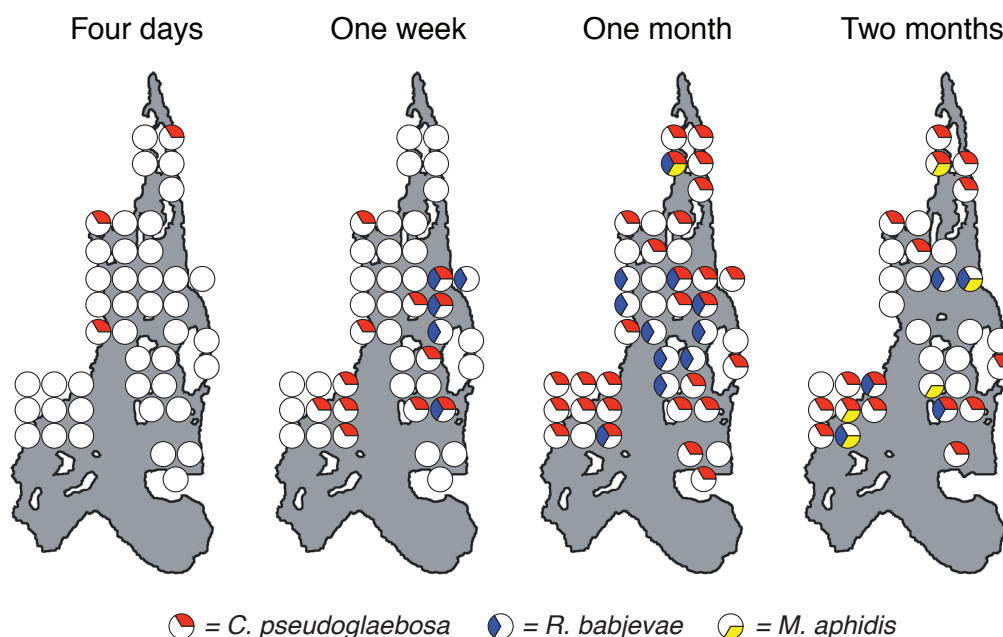 Four days One week One month Two months
= C. pseudoglaebosa = R. babjevae = M. aphidis